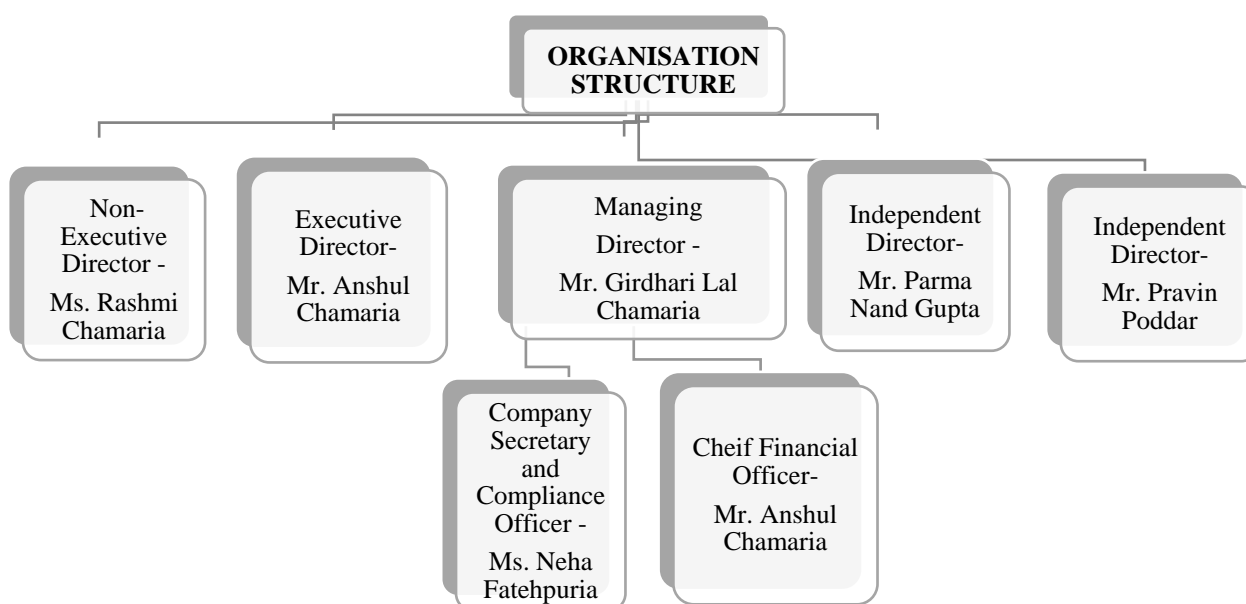 ORGANISATION
STRUCTURE
Non-
Executive
Director -
Ms. Rashmi
Chamaria
Executive
Director-
Mr. Anshul
Chamaria
Managing
Director -
Mr. Girdhari Lal
Chamaria
Independent
Director-
Mr. Parma
Nand Gupta
Independent
Director-
Mr. Pravin
Poddar
Company
Secretary
and
Compliance
Officer -
Ms. Neha
Fatehpuria
Cheif Financial
Officer-
Mr. Anshul
Chamaria